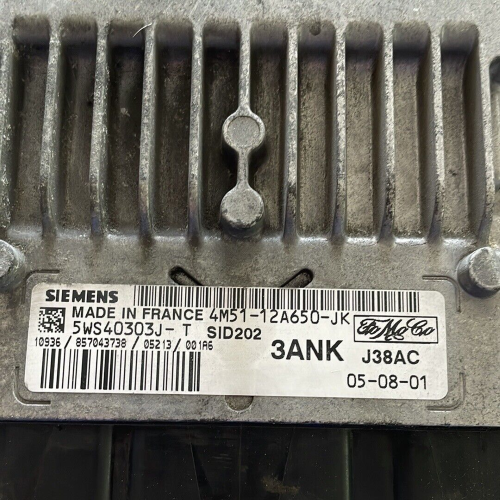 SIEMENS
MADE IN FRANCE 4M51-12A650-JK
5WS40303J-T SID202
FoMoCo
10936/857043738/05213/001A6
3ANK J38AC
05-08-01